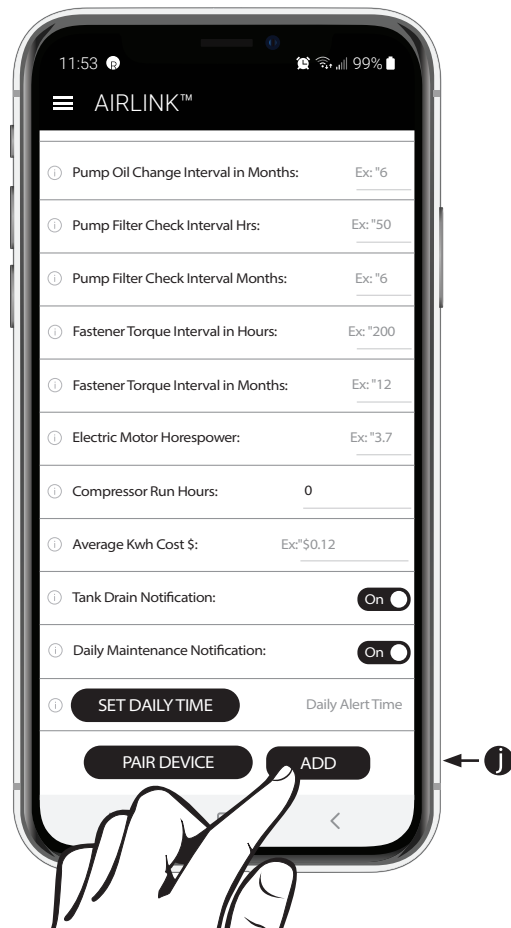 11:53 R 99%
AIRLINK™
Pump Oil Change Interval in Months: Ex: "6
Pump Filter Check Interval Hrs: Ex: "50
Pump Filter Check Interval Months: Ex: "6
Fastener Torque Interval in Hours: Ex: "200
Fastener Torque Interval in Months: Ex: "12
Electric Motor Horespower: Ex: "3.7
Compressor Run Hours: 0
Average Kwh Cost $: Ex:"$0.12
Tank Drain Notification: On
Daily Maintenance Notification: On
SET DAILY TIME Daily Alert Time
PAIR DEVICE ADD
j